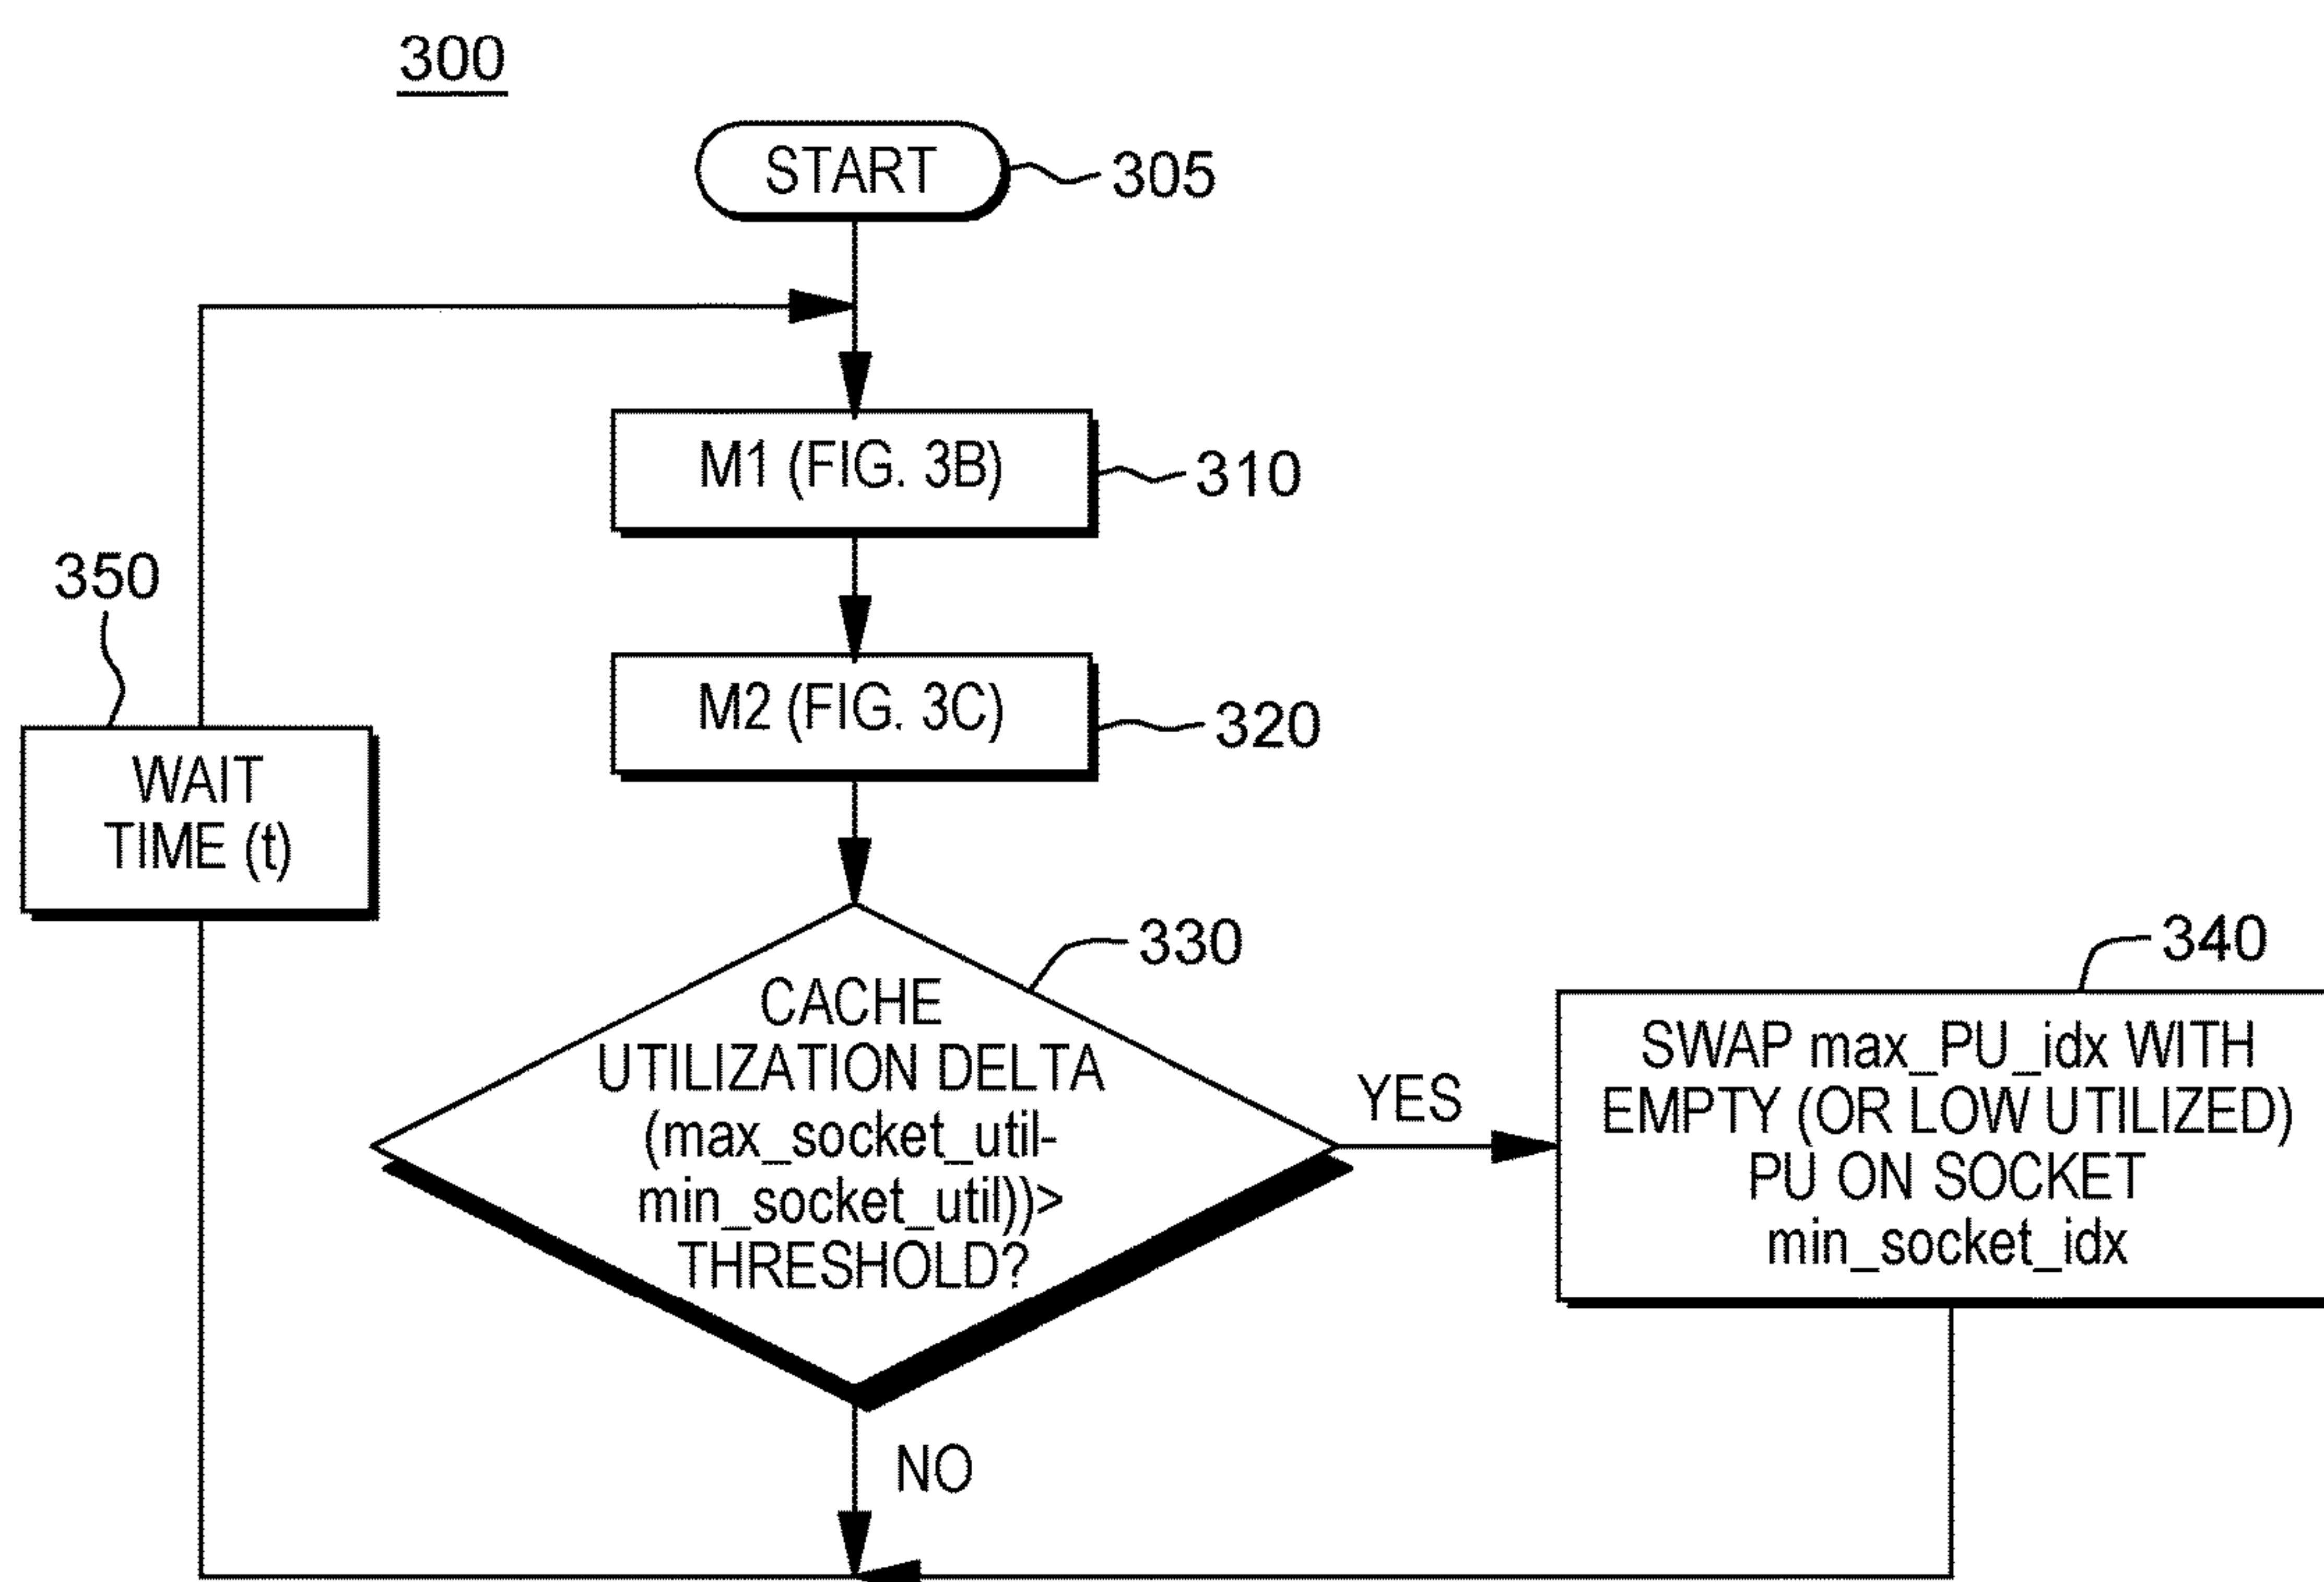 300
START
305
M1 (FIG. 3B)
310
350
M2 (FIG. 3C)
320
WAIT
TIME (t)
330
CACHE
UTILIZATION DELTA
(max_socket_util-
min_socket_util))>
THRESHOLD?
YES
340
SWAP max_PU_idx WITH
EMPTY (OR LOW UTILIZED)
PU ON SOCKET
min_socket_idx
NO